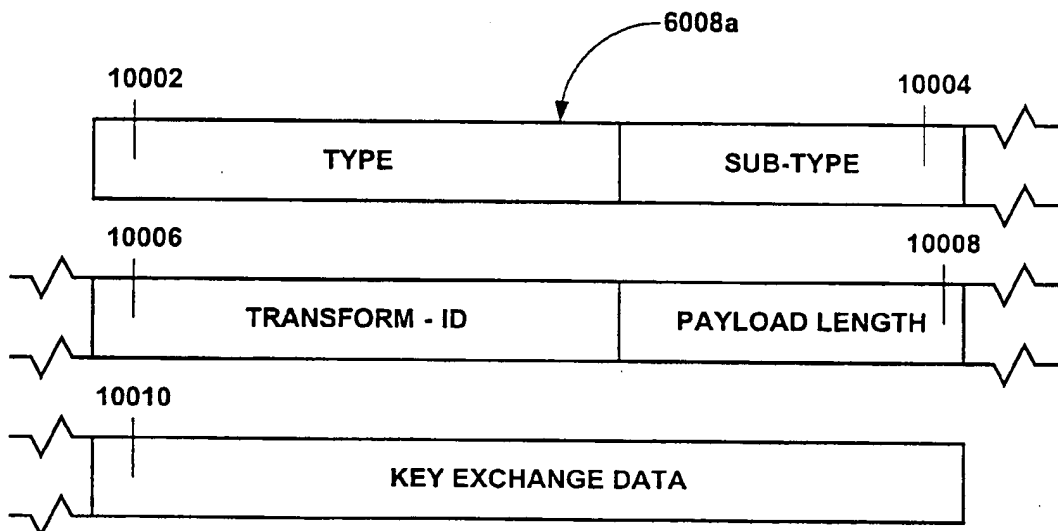 6008a
10002
10004
TYPE
SUB-TYPE
10006
10008
TRANSFORM - ID
PAYLOAD LENGTH
10010
KEY EXCHANGE DATA